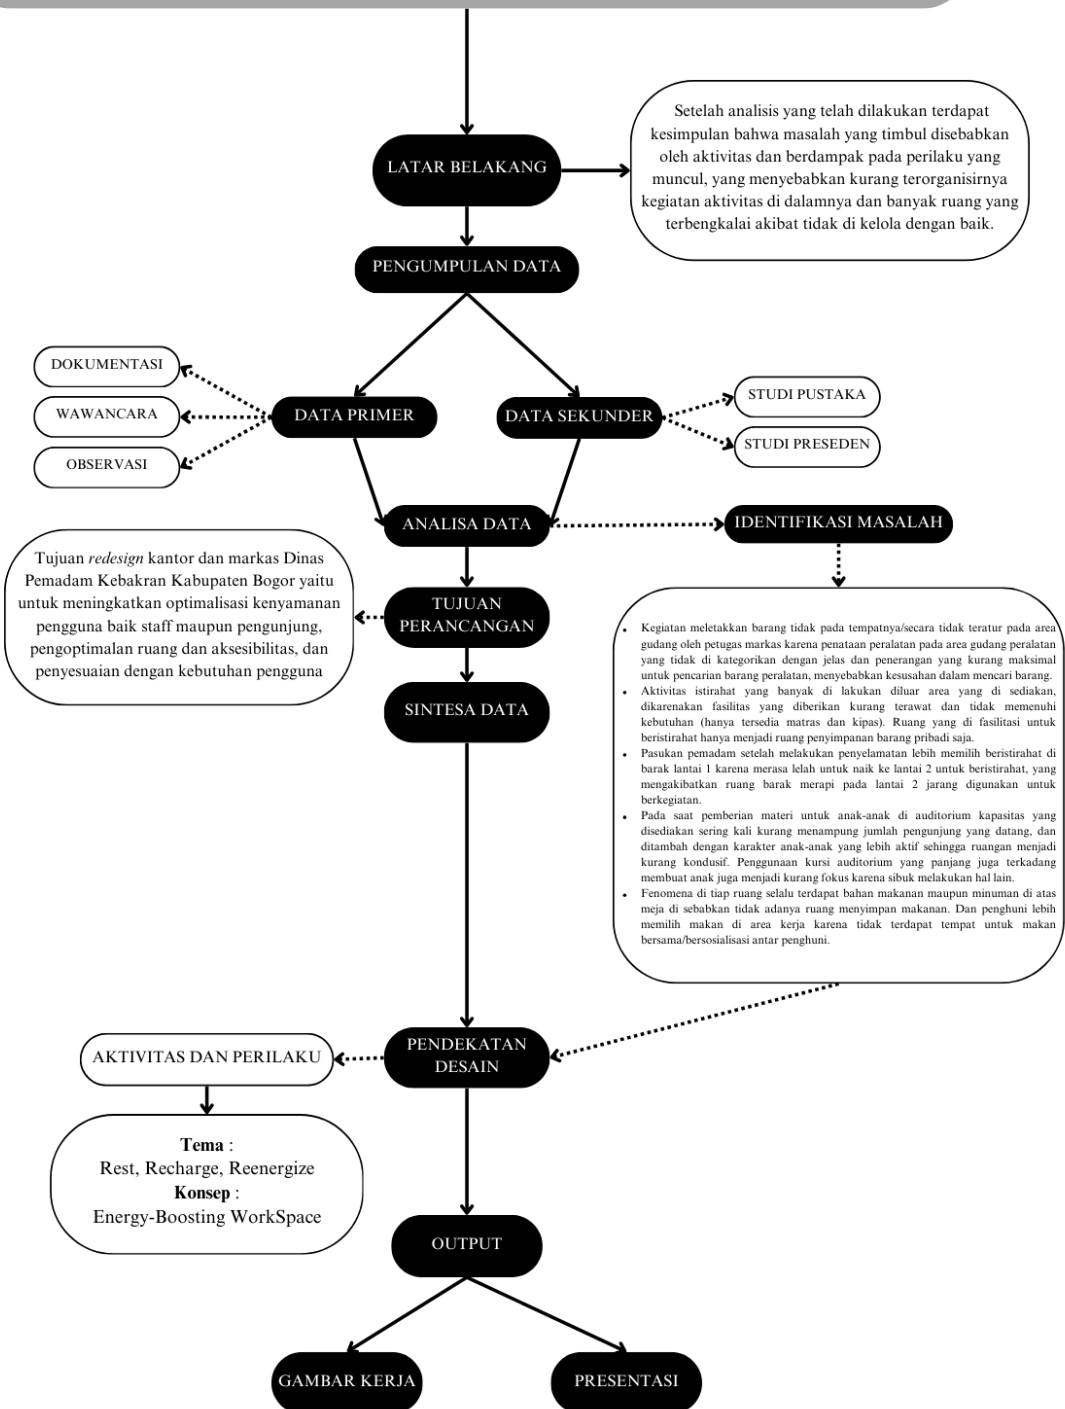 LATAR BELAKANG
Setelah analisis yang telah dilakukan terdapat
kesimpulan bahwa masalah yang timbul disebabkan
oleh aktivitas dan berdampak pada perilaku yang
muncul, yang menyebabkan kurang terorganisirnya
kegiatan aktivitas di dalamnya dan banyak ruang yang
terbengkalai akibat tidak di kelola dengan baik.
PENGUMPULAN DATA
DOKUMENTASI
WAWANCARA
OBSERVASI
DATA PRIMER
DATA SEKUNDER
STUDI PUSTAKA
STUDI PRESEDEN
ANALISA DATA
IDENTIFIKASI MASALAH
Tujuan redesign kantor dan markas Dinas
Pemadam Kebakran Kabupaten Bogor yaitu
untuk meningkatkan optimalisasi kenyamanan
pengguna baik staff maupun pengunjung,
pengoptimalan ruang dan aksesibilitas, dan
penyesuaian dengan kebutuhan pengguna
TUJUAN
PERANCANGAN
SINTESA DATA
• Kegiatan meletakkan barang tidak pada tempatnya/secara tidak teratur pada area
gudang oleh petugas markas karena penataan peralatan pada area gudang peralatan
yang tidak di kategorikan dengan jelas dan penerangan yang kurang maksimal
untuk pencarian barang peralatan, menyebabkan kesusahan dalam mencari barang.
• Aktivitas istirahat yang banyak di lakukan diluar area yang di sediakan,
dikarenakan fasilitas yang diberikan kurang terawat dan tidak memenuhi
kebutuhan (hanya tersedia matras dan kipas). Ruang yang di fasilitasi untuk
beristirahat hanya menjadi ruang penyimpanan barang pribadi saja.
• Pasukan pemadam setelah melakukan penyelamatan lebih memilih beristirahat di
barak lantai 1 karena merasa lelah untuk naik ke lantai 2 untuk beristirahat, yang
mengakibatkan ruang barak merapi pada lantai 2 jarang digunakan untuk
berkegiatan.
• Pada saat pemberian materi untuk anak-anak di auditorium kapasitas yang
disediakan sering kali kurang menampung jumlah pengunjung yang datang, dan
ditambah dengan karakter anak-anak yang lebih aktif sehingga ruangan menjadi
kurang kondusif. Penggunaan kursi auditorium yang panjang juga terkadang
membuat anak juga menjadi kurang fokus karena sibuk melakukan hal lain.
• Fenomena di tiap ruang selalu terdapat bahan makanan maupun minuman di atas
meja di sebabkan tidak adanya ruang menyimpan makanan. Dan penghuni lebih
memilih makan di area kerja karena tidak terdapat tempat untuk makan
bersama/bersosialisasi antar penghuni.
PENDEKATAN
DESAIN
AKTIVITAS DAN PERILAKU
Tema :
Rest, Recharge, Reenergize
Konsep :
Energy-Boosting WorkSpace
OUTPUT
GAMBAR KERJA
PRESENTASI